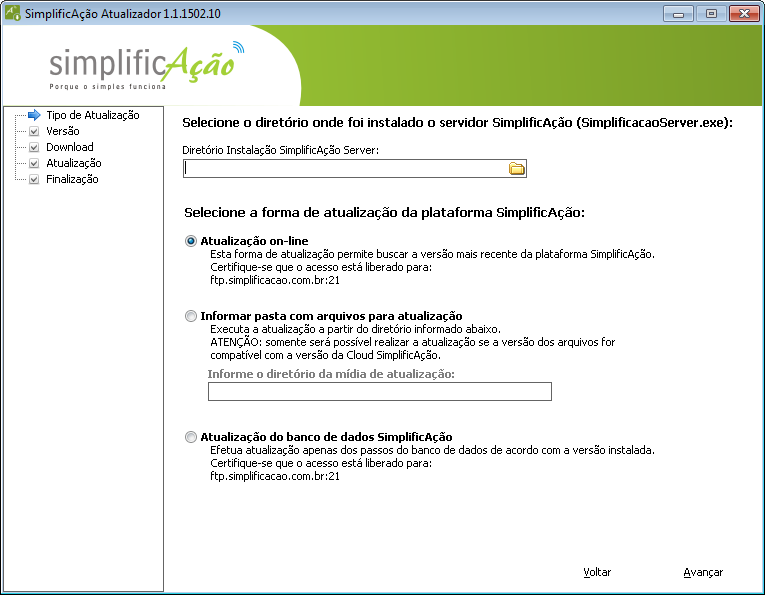 SimplificAção Atualizador 1.1.1502.10
simplificAção
Porque o simples funciona
Tipo de Atualização
Versão
Download
Atualização
Finalização
Selecione o diretório onde foi instalado o servidor SimplificAção (SimplificacaoServer.exe):
Diretório Instalação SimplificAção Server:
Selecione a forma de atualização da plataforma SimplificAção:
Atualização on-line
Esta forma de atualização permite buscar a versão mais recente da plataforma SimplificAção.
Certifique-se que o acesso está liberado para:
ftp.simplificacao.com.br:21
Informar pasta com arquivos para atualização
Executa a atualização a partir do diretório informado abaixo.
ATENÇÃO: somente será possível realizar a atualização se a versão dos arquivos for
compatível com a versão da Cloud SimplificAção.
Informe o diretório da mídia de atualização:
Atualização do banco de dados SimplificAção
Efetua atualização apenas dos passos do banco de dados de acordo com a versão instalada.
Certifique-se que o acesso está liberado para:
ftp.simplificacao.com.br:21
Voltar
Avançar